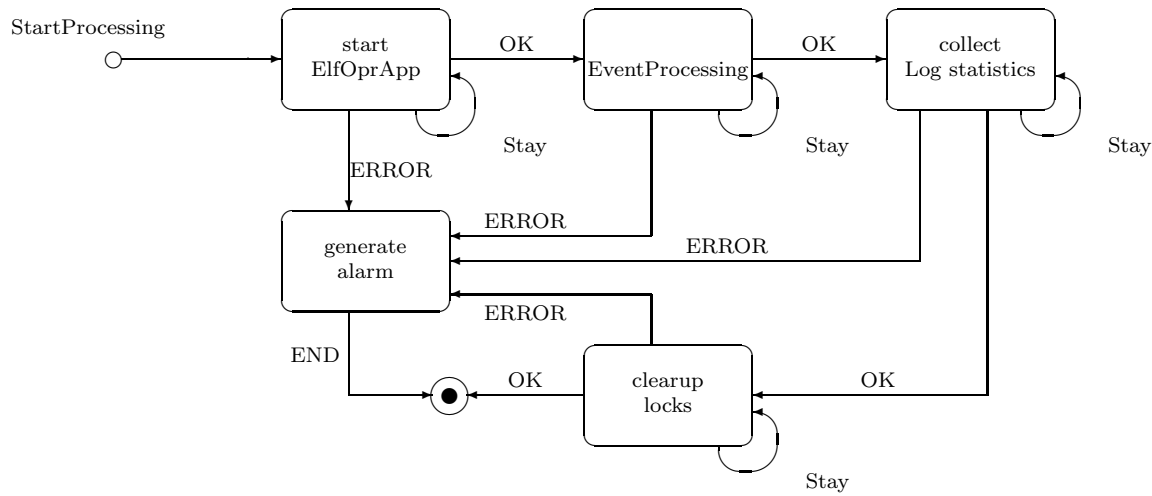 StartProcessing
start
ElfOprApp
OK
EventProcessing
OK
collect
Log statistics
Stay
Stay
Stay
ERROR
ERROR
ERROR
generate
alarm
ERROR
END
OK
clearup
locks
OK
Stay